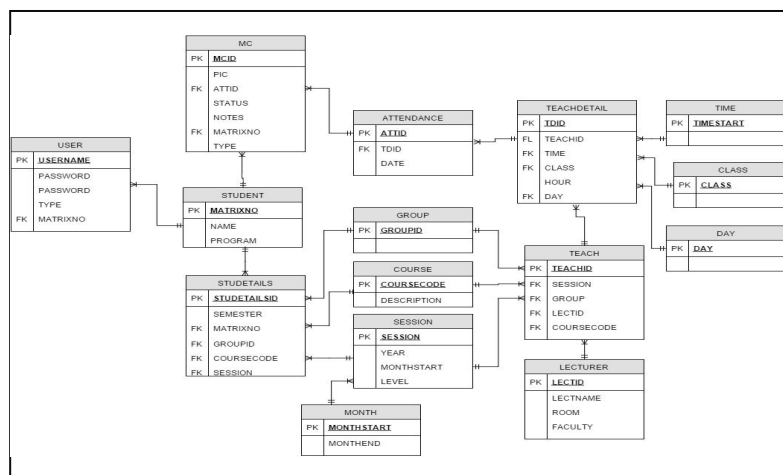 MC
PK MCID
PIC
FK ATTID
STATUS
NOTES
FK MATRIXNO
TYPE
USER
PK USERNAME
PASSWORD
PASSWORD
TYPE
FK MATRIXNO
STUDENT
PK MATRIXNO
NAME
PROGRAM
STUDETAILS
PK STUDETAILSID
SEMESTER
FK MATRIXNO
FK GROUPID
FK COURSECODE
FK SESSION
ATTENDANCE
PK ATTID
FK TDID
DATE
GROUP
PK GROUPID
COURSE
PK COURSECODE
DESCRIPTION
SESSION
PK SESSION
YEAR
MONTHSTART
LEVEL
MONTH
PK MONTHSTART
MONTHEND
TEACHDETAIL
PK TDID
FL TEACHID
FK TIME
FK CLASS
HOUR
FK DAY
TEACH
PK TEACHID
FK SESSION
FK GROUP
FK LECTID
FK COURSECODE
LECTURER
PK LECTID
LECTNAME
ROOM
FACULTY
TIME
PK TIMESTART
CLASS
PK CLASS
DAY
PK DAY